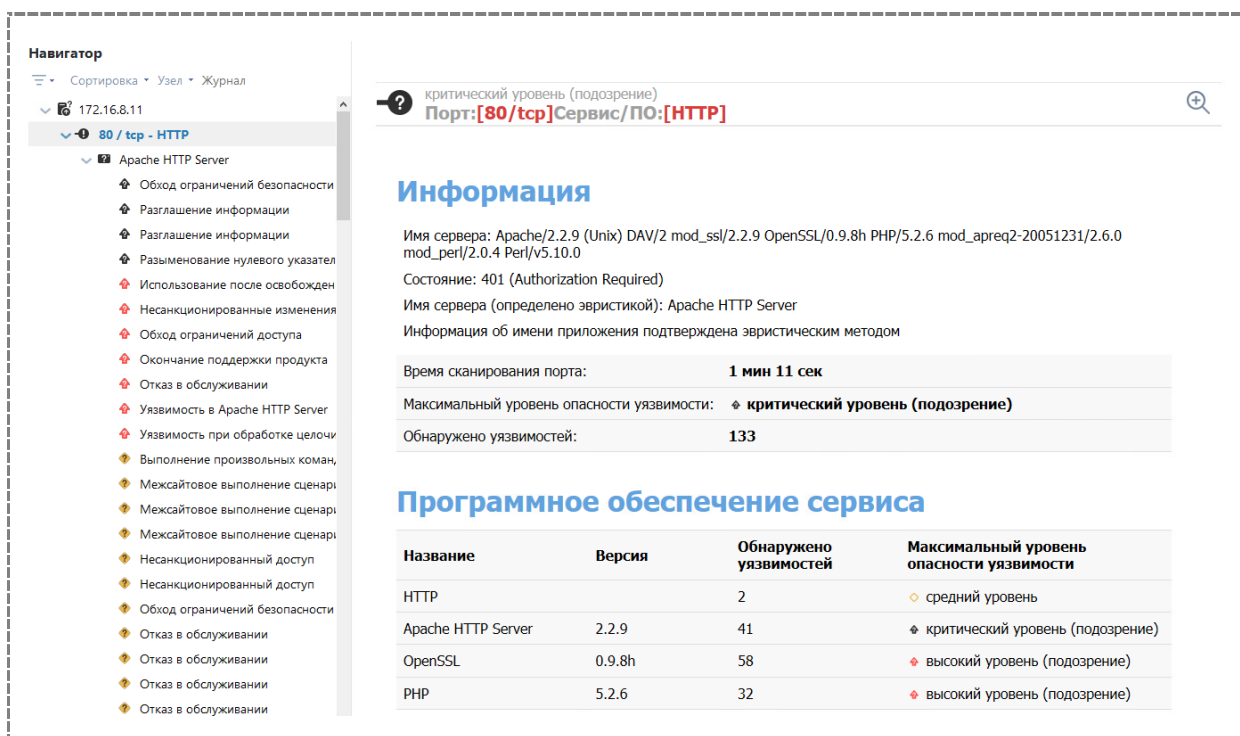 Навигатор
Сортировка Узел Журнал
172.16.8.11
80 / tcp - HTTP
Apache HTTP Server
Обход ограничений безопасности
Разглашение информации
Разглашение информации
Разыменование нулевого указател
Использование после освобожден
Несанкционированные изменения
Обход ограничений доступа
Окончание поддержки продукта
Отказ в обслуживании
Уязвимость в Apache HTTP Server
Уязвимость при обработке целочи
Выполнение произвольных команд
Межсайтовое выполнение сценари
Межсайтовое выполнение сценари
Межсайтовое выполнение сценари
Несанкционированный доступ
Несанкционированный доступ
Обход ограничений безопасности
Отказ в обслуживании
Отказ в обслуживании
Отказ в обслуживании
Отказ в обслуживании
критический уровень (подозрение)
Порт:[80/tcp]Сервис/ПО:[HTTP]
Информация
Имя сервера: Apache/2.2.9 (Unix) DAV/2 mod_ssl/2.2.9 OpenSSL/0.9.8h PHP/5.2.6 mod_apreq2-20051231/2.6.0
mod_perl/2.0.4 Perl/v5.10.0
Состояние: 401 (Authorization Required)
Имя сервера (определено эвристикой): Apache HTTP Server
Информация об имени приложения подтверждена эвристическим методом
Время сканирования порта: 1 мин 11 сек
Максимальный уровень опасности уязвимости: критический уровень (подозрение)
Обнаружено уязвимостей: 133
Программное обеспечение сервиса
Название Версия Обнаружено уязвимостей Максимальный уровень опасности уязвимости
HTTP 2 средний уровень
Apache HTTP Server 2.2.9 41 критический уровень (подозрение)
OpenSSL 0.9.8h 58 высокий уровень (подозрение)
PHP 5.2.6 32 высокий уровень (подозрение)